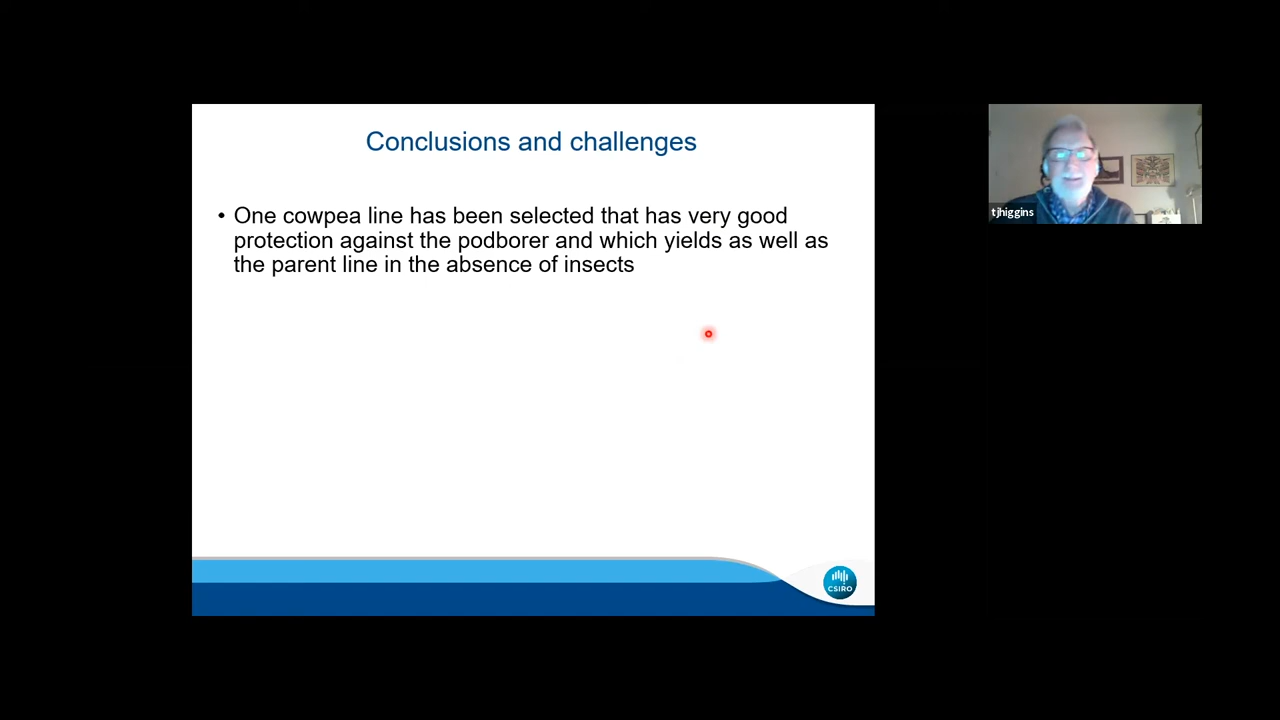 Conclusions and challenges
• One cowpea line has been selected that has very good
protection against the podborer and which yields as well as
the parent line in the absence of insects
tjhiggins
CSIRO